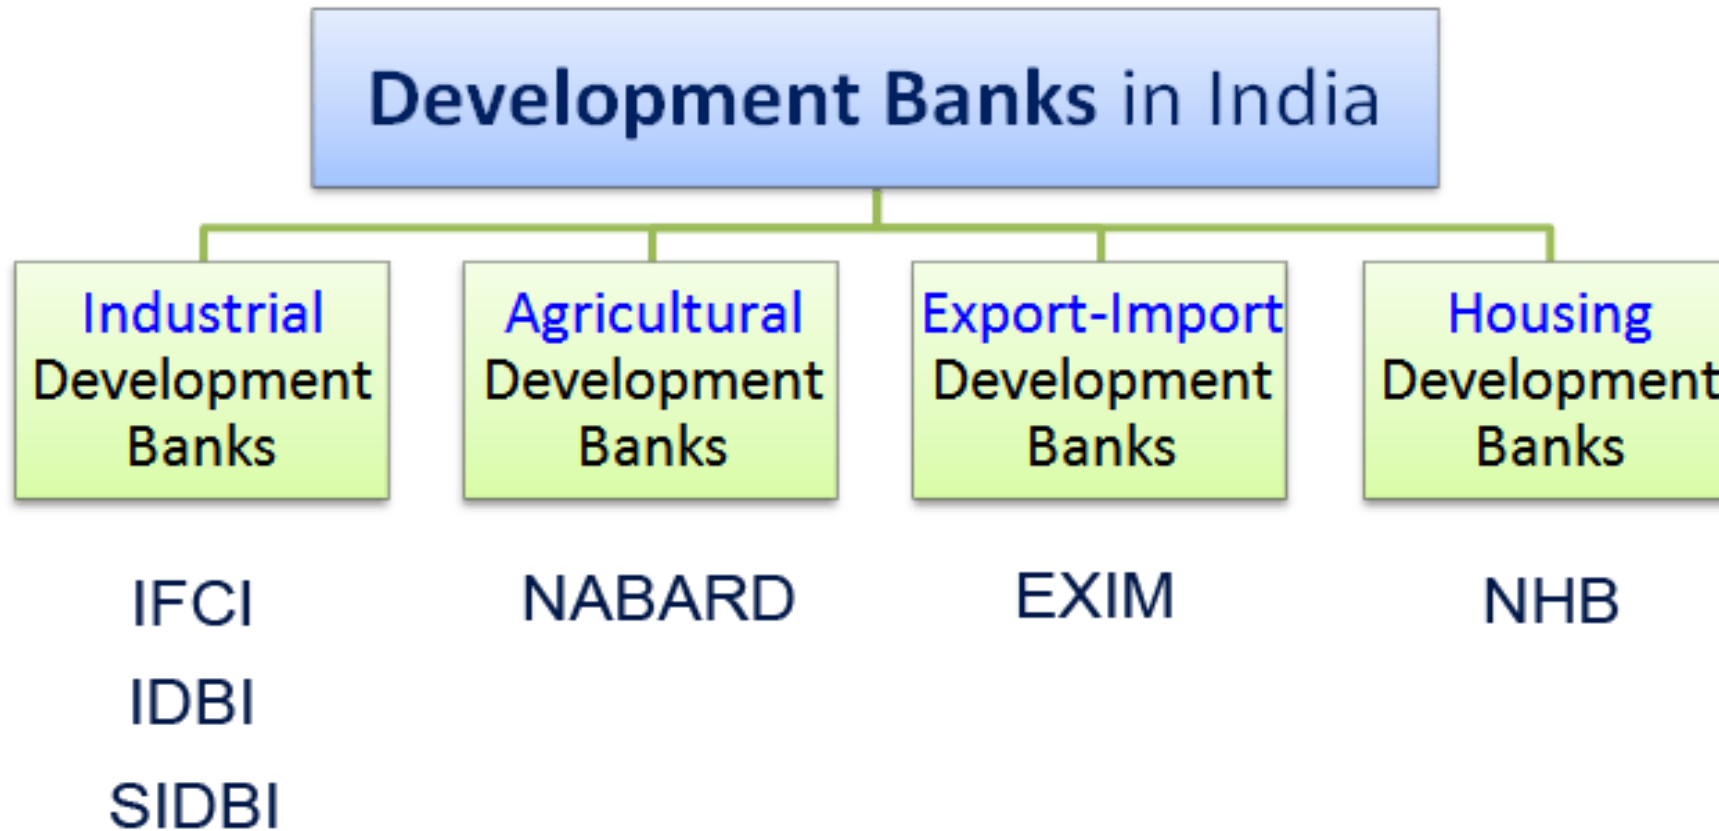 Development Banks in India
Industrial
Development
Banks
Agricultural
Development
Banks
Export-Import
Development
Banks
Housing
Development
Banks
IFCI
IDBI
SIDBI
NABARD
EXIM
NHB